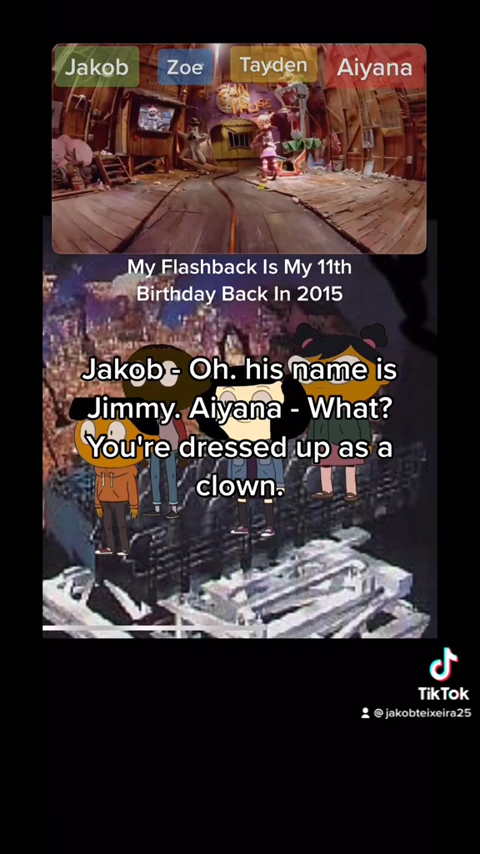 Jakob Zoe Tayden Aiyana
My Flashback Is My 11th
Birthday Back In 2015
Jakob - Oh. his name is
Jimmy. Aiyana - What?
You're dressed up as a
clown.
TikTok
@jakobteixeira25